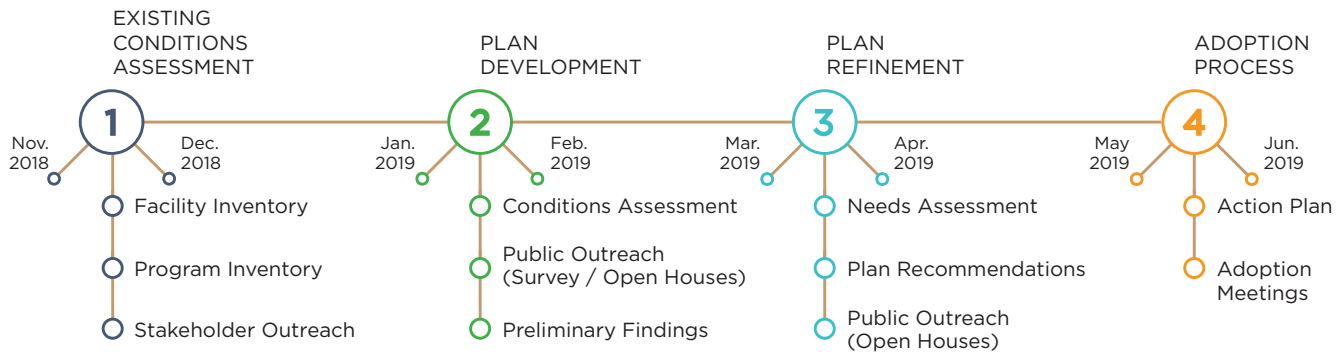 EXISTING
CONDITIONS
ASSESSMENT
1
Nov.
2018
Dec.
2018
Facility Inventory
Program Inventory
Stakeholder Outreach
PLAN
DEVELOPMENT
2
Jan.
2019
Feb.
2019
Conditions Assessment
Public Outreach
(Survey / Open Houses)
Preliminary Findings
PLAN
REFINEMENT
3
Mar.
2019
Apr.
2019
Needs Assessment
Plan Recommendations
Public Outreach
(Open Houses)
ADOPTION
PROCESS
4
May
2019
Jun.
2019
Action Plan
Adoption
Meetings